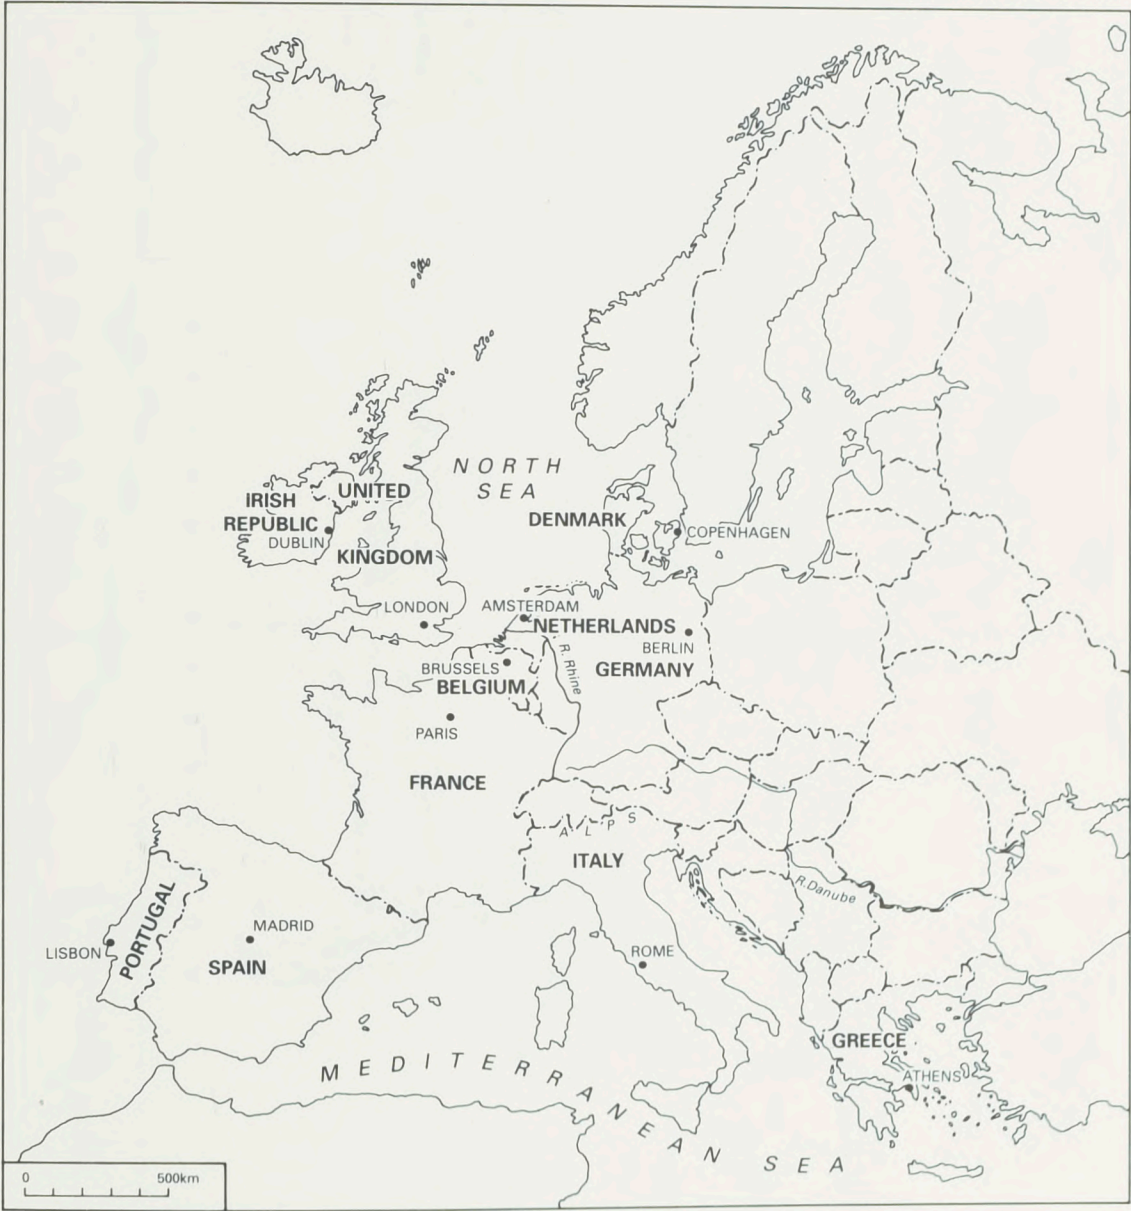 NORTH
SEA
IRISH
REPUBLIC
DUBLIN
UNITED
KINGDOM
LONDON
DENMARK
COPENHAGEN
AMSTERDAM
NETHERLANDS
BERLIN
GERMANY
R. Rhine
BRUSSELS
BELGIUM
PARIS
FRANCE
ALPS
ITALY
R. Danube
PORTUGAL
LISBON
MADRID
SPAIN
ROME
GREECE
ATHENS
MEDITERRANEAN SEA
0 500km